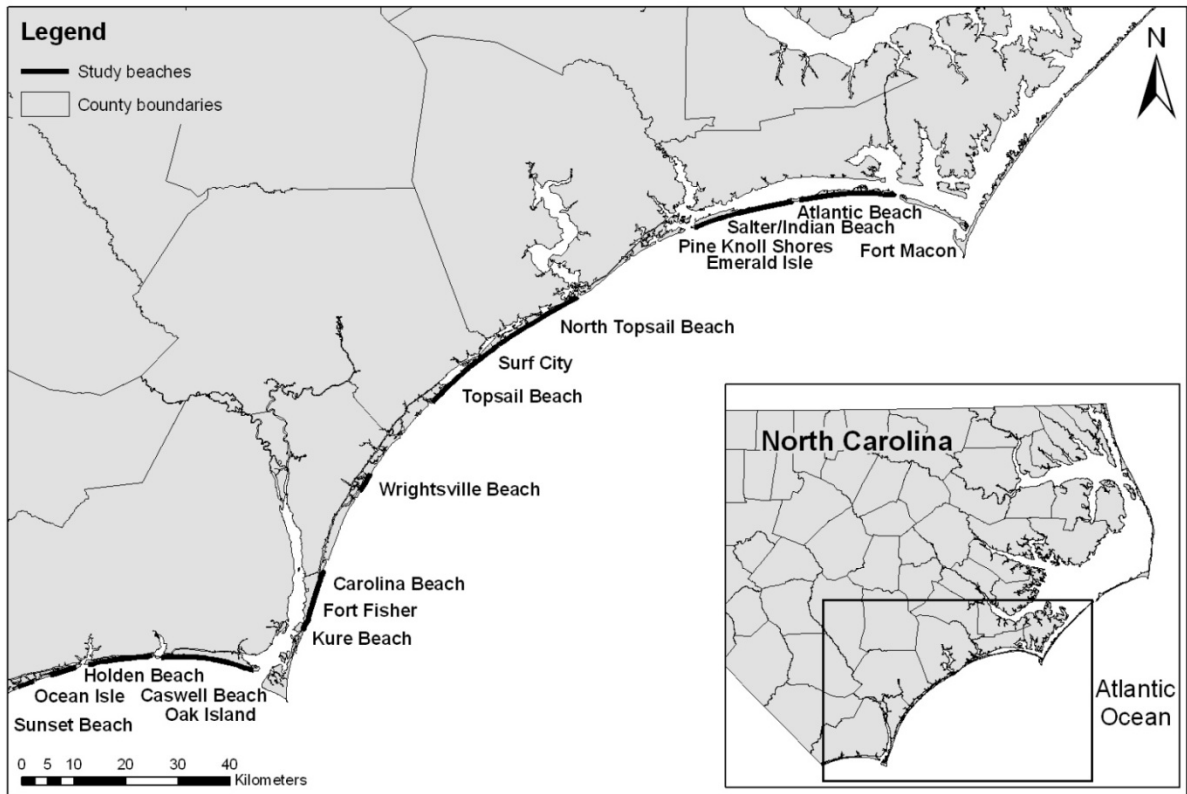 Legend
Study beaches
County boundaries
N
Atlantic Beach
Salter/Indian Beach
Pine Knoll Shores
Fort Macon
Emerald Isle
North Topsail Beach
Surf City
Topsail Beach
Wrightsville Beach
Carolina Beach
Fort Fisher
Kure Beach
Holden Beach
Ocean Isle
Caswell Beach
Oak Island
Sunset Beach
0 5 10 20 30 40
Kilometers
North Carolina
Atlantic
Ocean